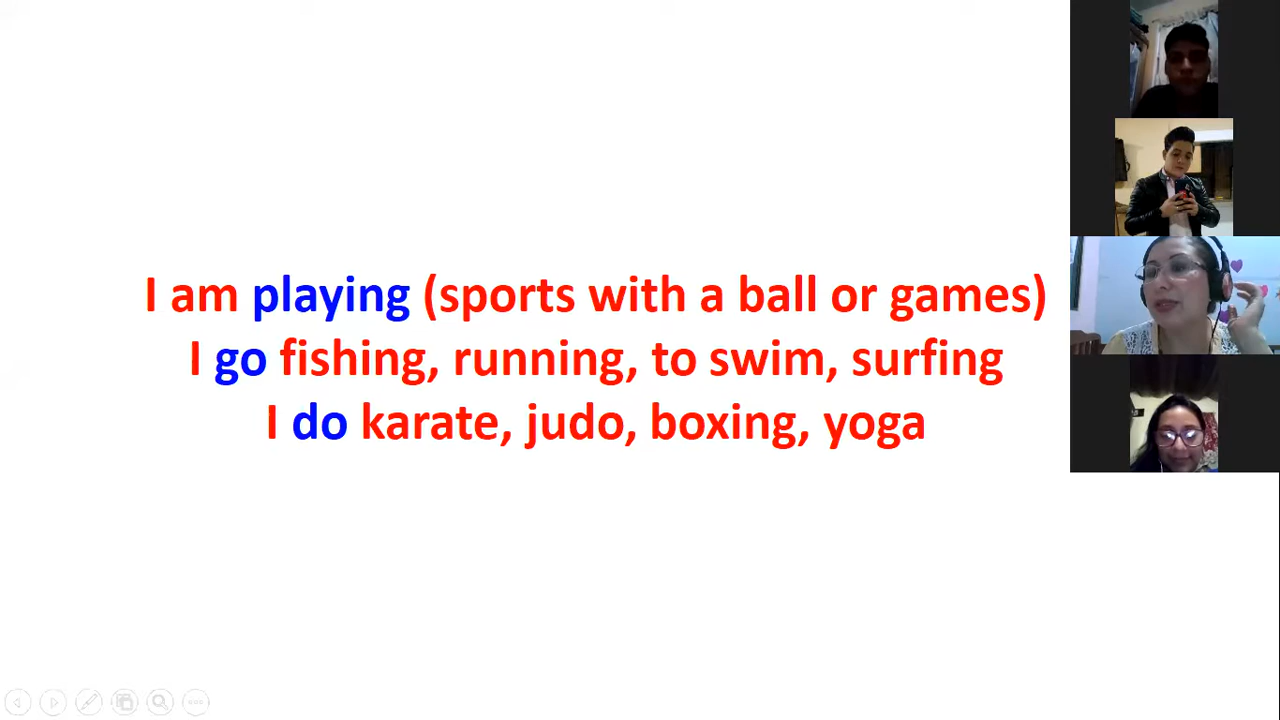 I am playing (sports with a ball or games)
I go fishing, running, to swim, surfing
I do karate, judo, boxing, yoga